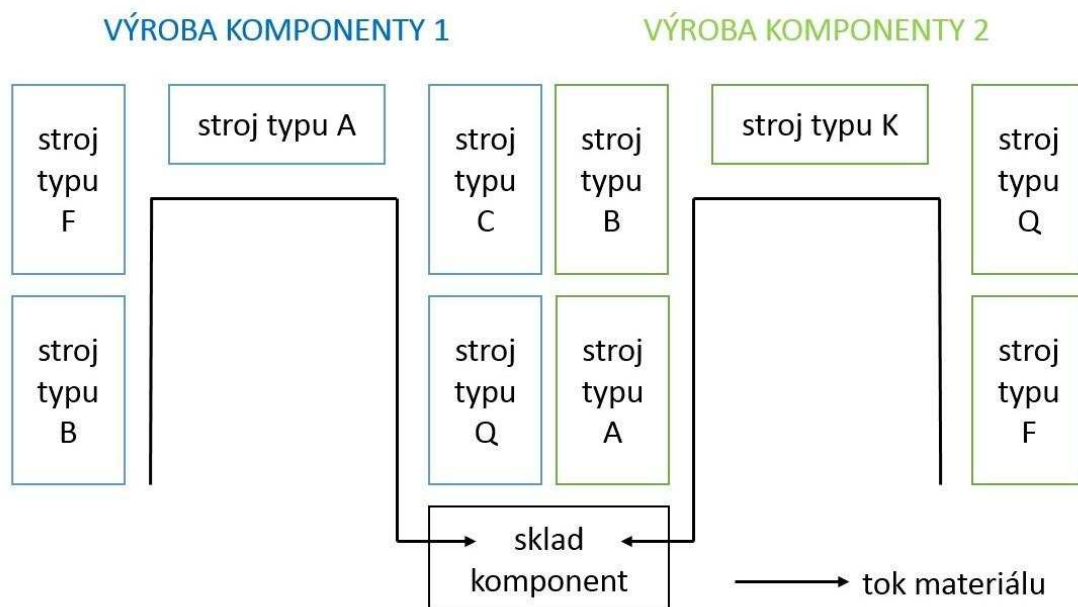 VÝROBA KOMPONENTY 1
VÝROBA KOMPONENTY 2
stroj
typu
F
stroj typu A
stroj
typu
C
stroj
typu
B
stroj typu K
stroj
typu
Q
stroj
typu
B
stroj
typu
Q
stroj
typu
A
stroj
typu
F
sklad
komponent
tok materiálu